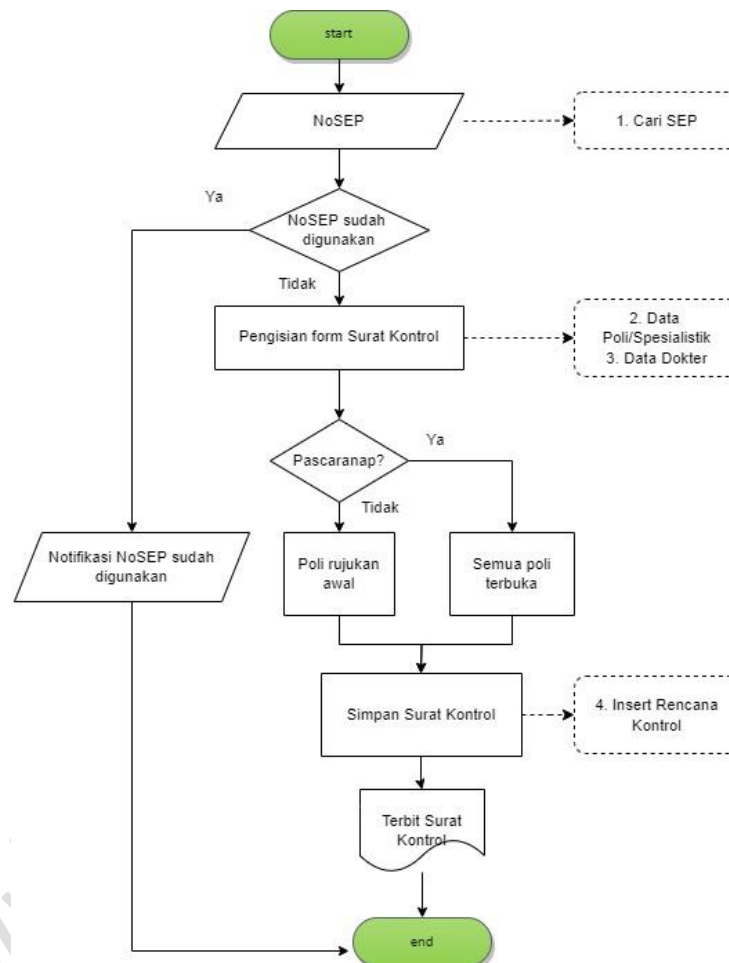 start
NoSEP
1. Cari SEP
Ya
NoSEP sudah
digunakan
Tidak
Pengisian form Surat Kontrol
2. Data
Poli/Spesialistik
3. Data Dokter
Pascaranap?
Ya
Tidak
Notifikasi NoSEP sudah
digunakan
Poli rujukan
awal
Semua poli
terbuka
Simpan Surat Kontrol
4. Insert Rencana
Kontrol
Terbit Surat
Kontrol
end